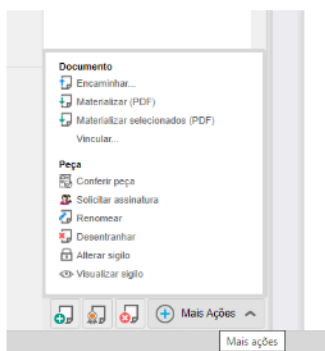 Documento
Encaminhar...
Materializar (PDF)
Materializar selecionados (PDF)
Vincular...
Peça
Conferir peça
Solicitar assinatura
Renomear
Desentranhar
Alterar sigilo
Visualizar sigilo
Mais Ações
Mais ações